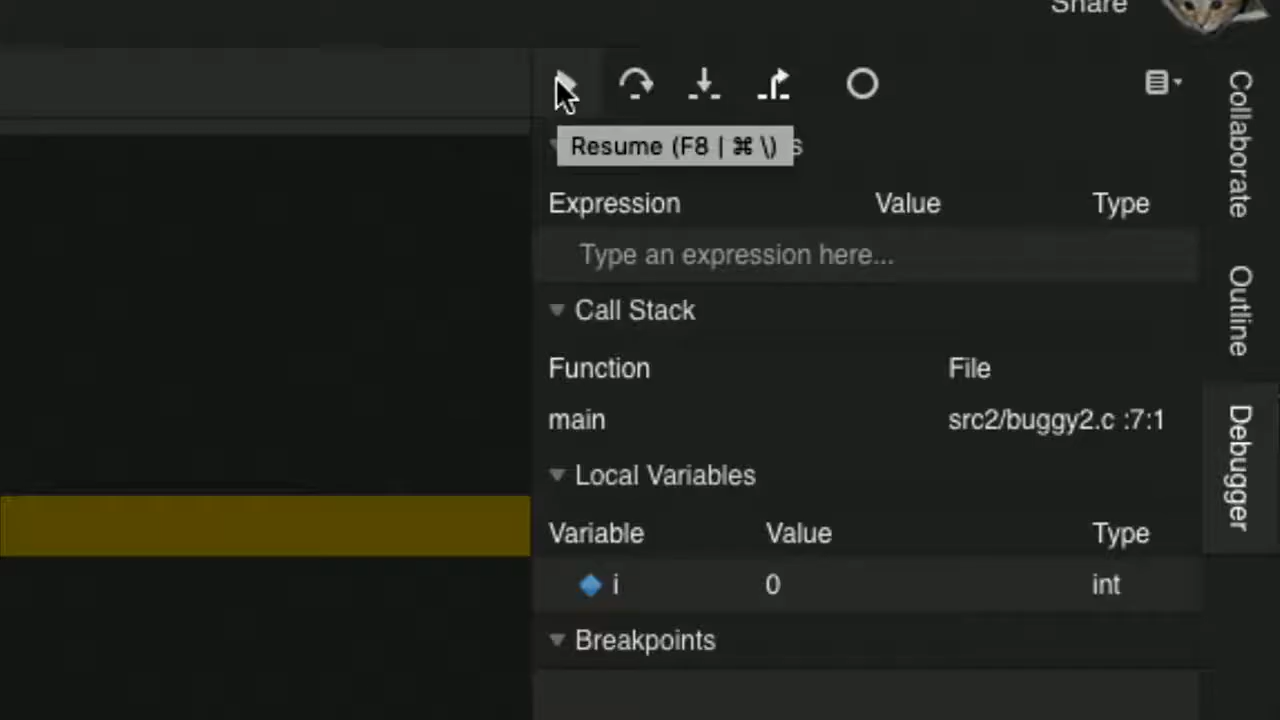 Share
Resume (F8 | ⌘ \)
Expression Value Type
Type an expression here...
Call Stack
Function File
main src2/buggy2.c :7:1
Local Variables
Variable Value Type
i 0 int
Breakpoints
Collaborate
Outline
Debugger